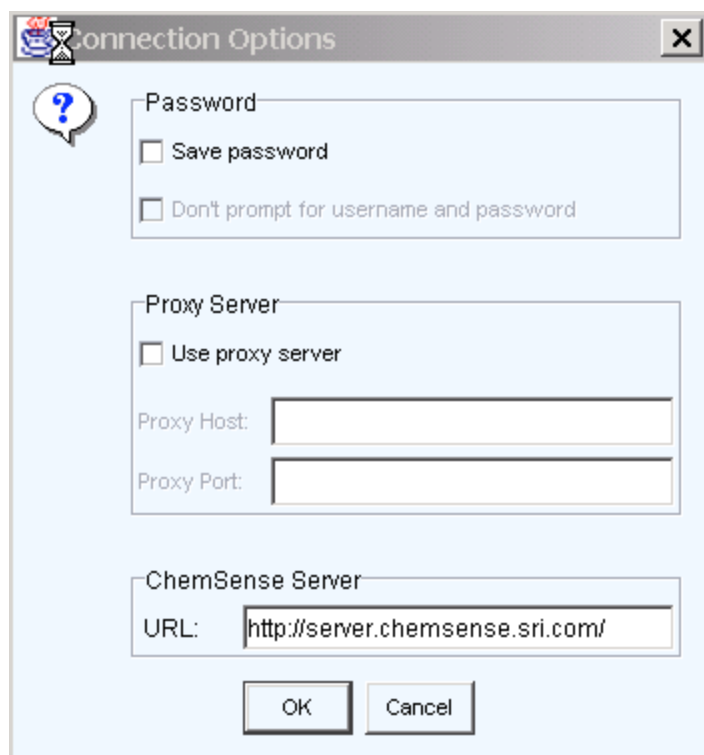 Connection Options
Password
Save password
Don't prompt for username and password
Proxy Server
Use proxy server
Proxy Host:
Proxy Port:
ChemSense Server
URL: http://server.chemsense.sri.com/
OK Cancel